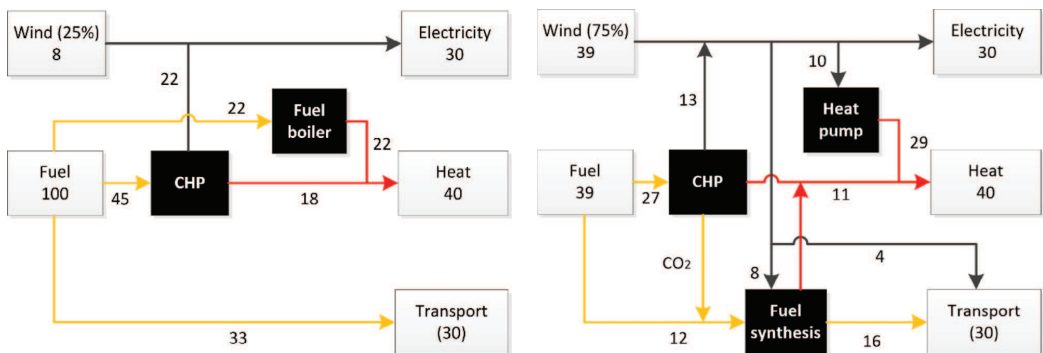 Wind (25%)
8
Electricity
30
22
22
Fuel
boiler
22
Fuel
100
45
CHP
18
Heat
40
33
Transport
(30)
Wind (75%)
39
Electricity
30
10
13
Heat
pump
29
Fuel
39
27
CHP
11
Heat
40
CO2
8
4
12
Fuel
synthesis
16
Transport
(30)